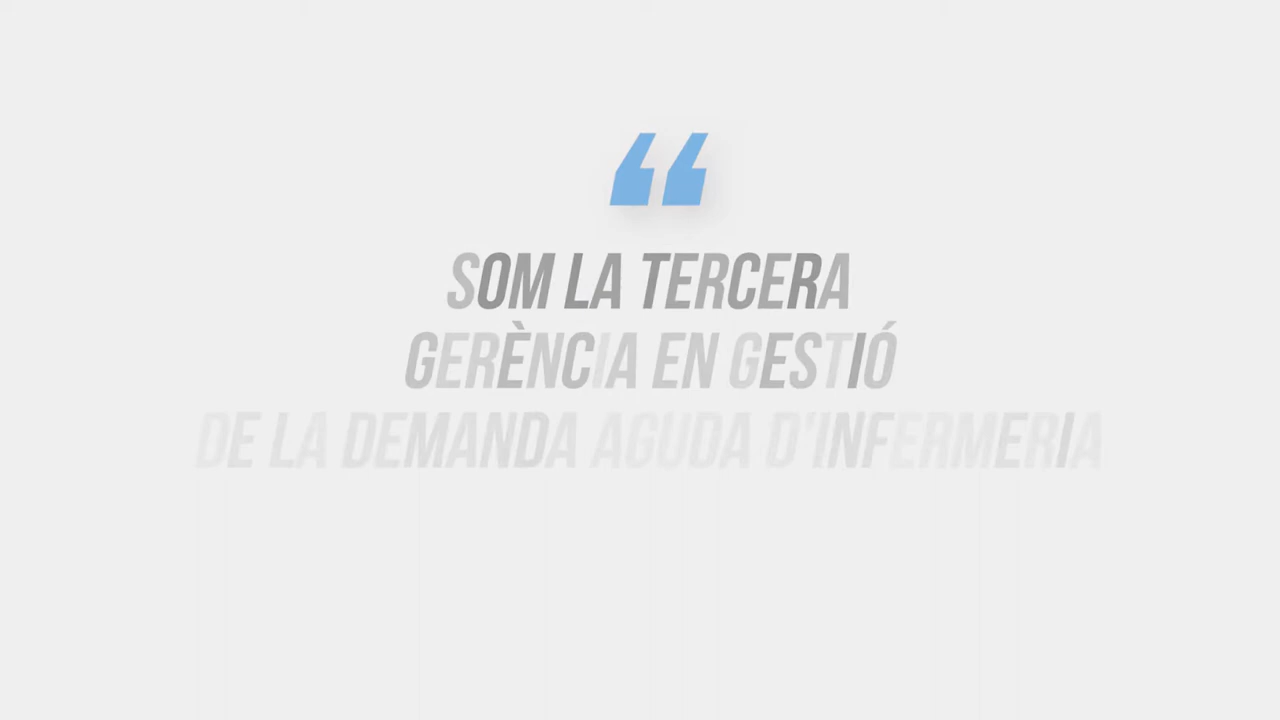 “
SOM LA TERCERA
GERÈNCIA EN GESTIÓ
DE LA DEMANDA AGUDA D'INFERMERIA